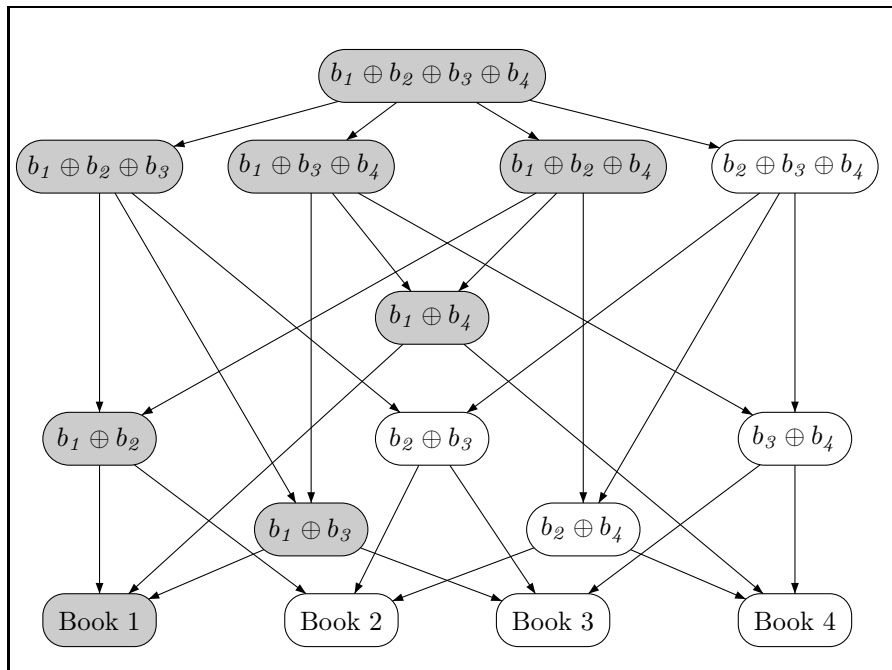 b₁ ⊕ b₂ ⊕ b₃ ⊕ b₄
b₁ ⊕ b₂ ⊕ b₃
b₁ ⊕ b₃ ⊕ b₄
b₁ ⊕ b₂ ⊕ b₄
b₂ ⊕ b₃ ⊕ b₄
b₁ ⊕ b₄
b₁ ⊕ b₂
b₂ ⊕ b₃
b₃ ⊕ b₄
b₁ ⊕ b₃
b₂ ⊕ b₄
Book 1
Book 2
Book 3
Book 4